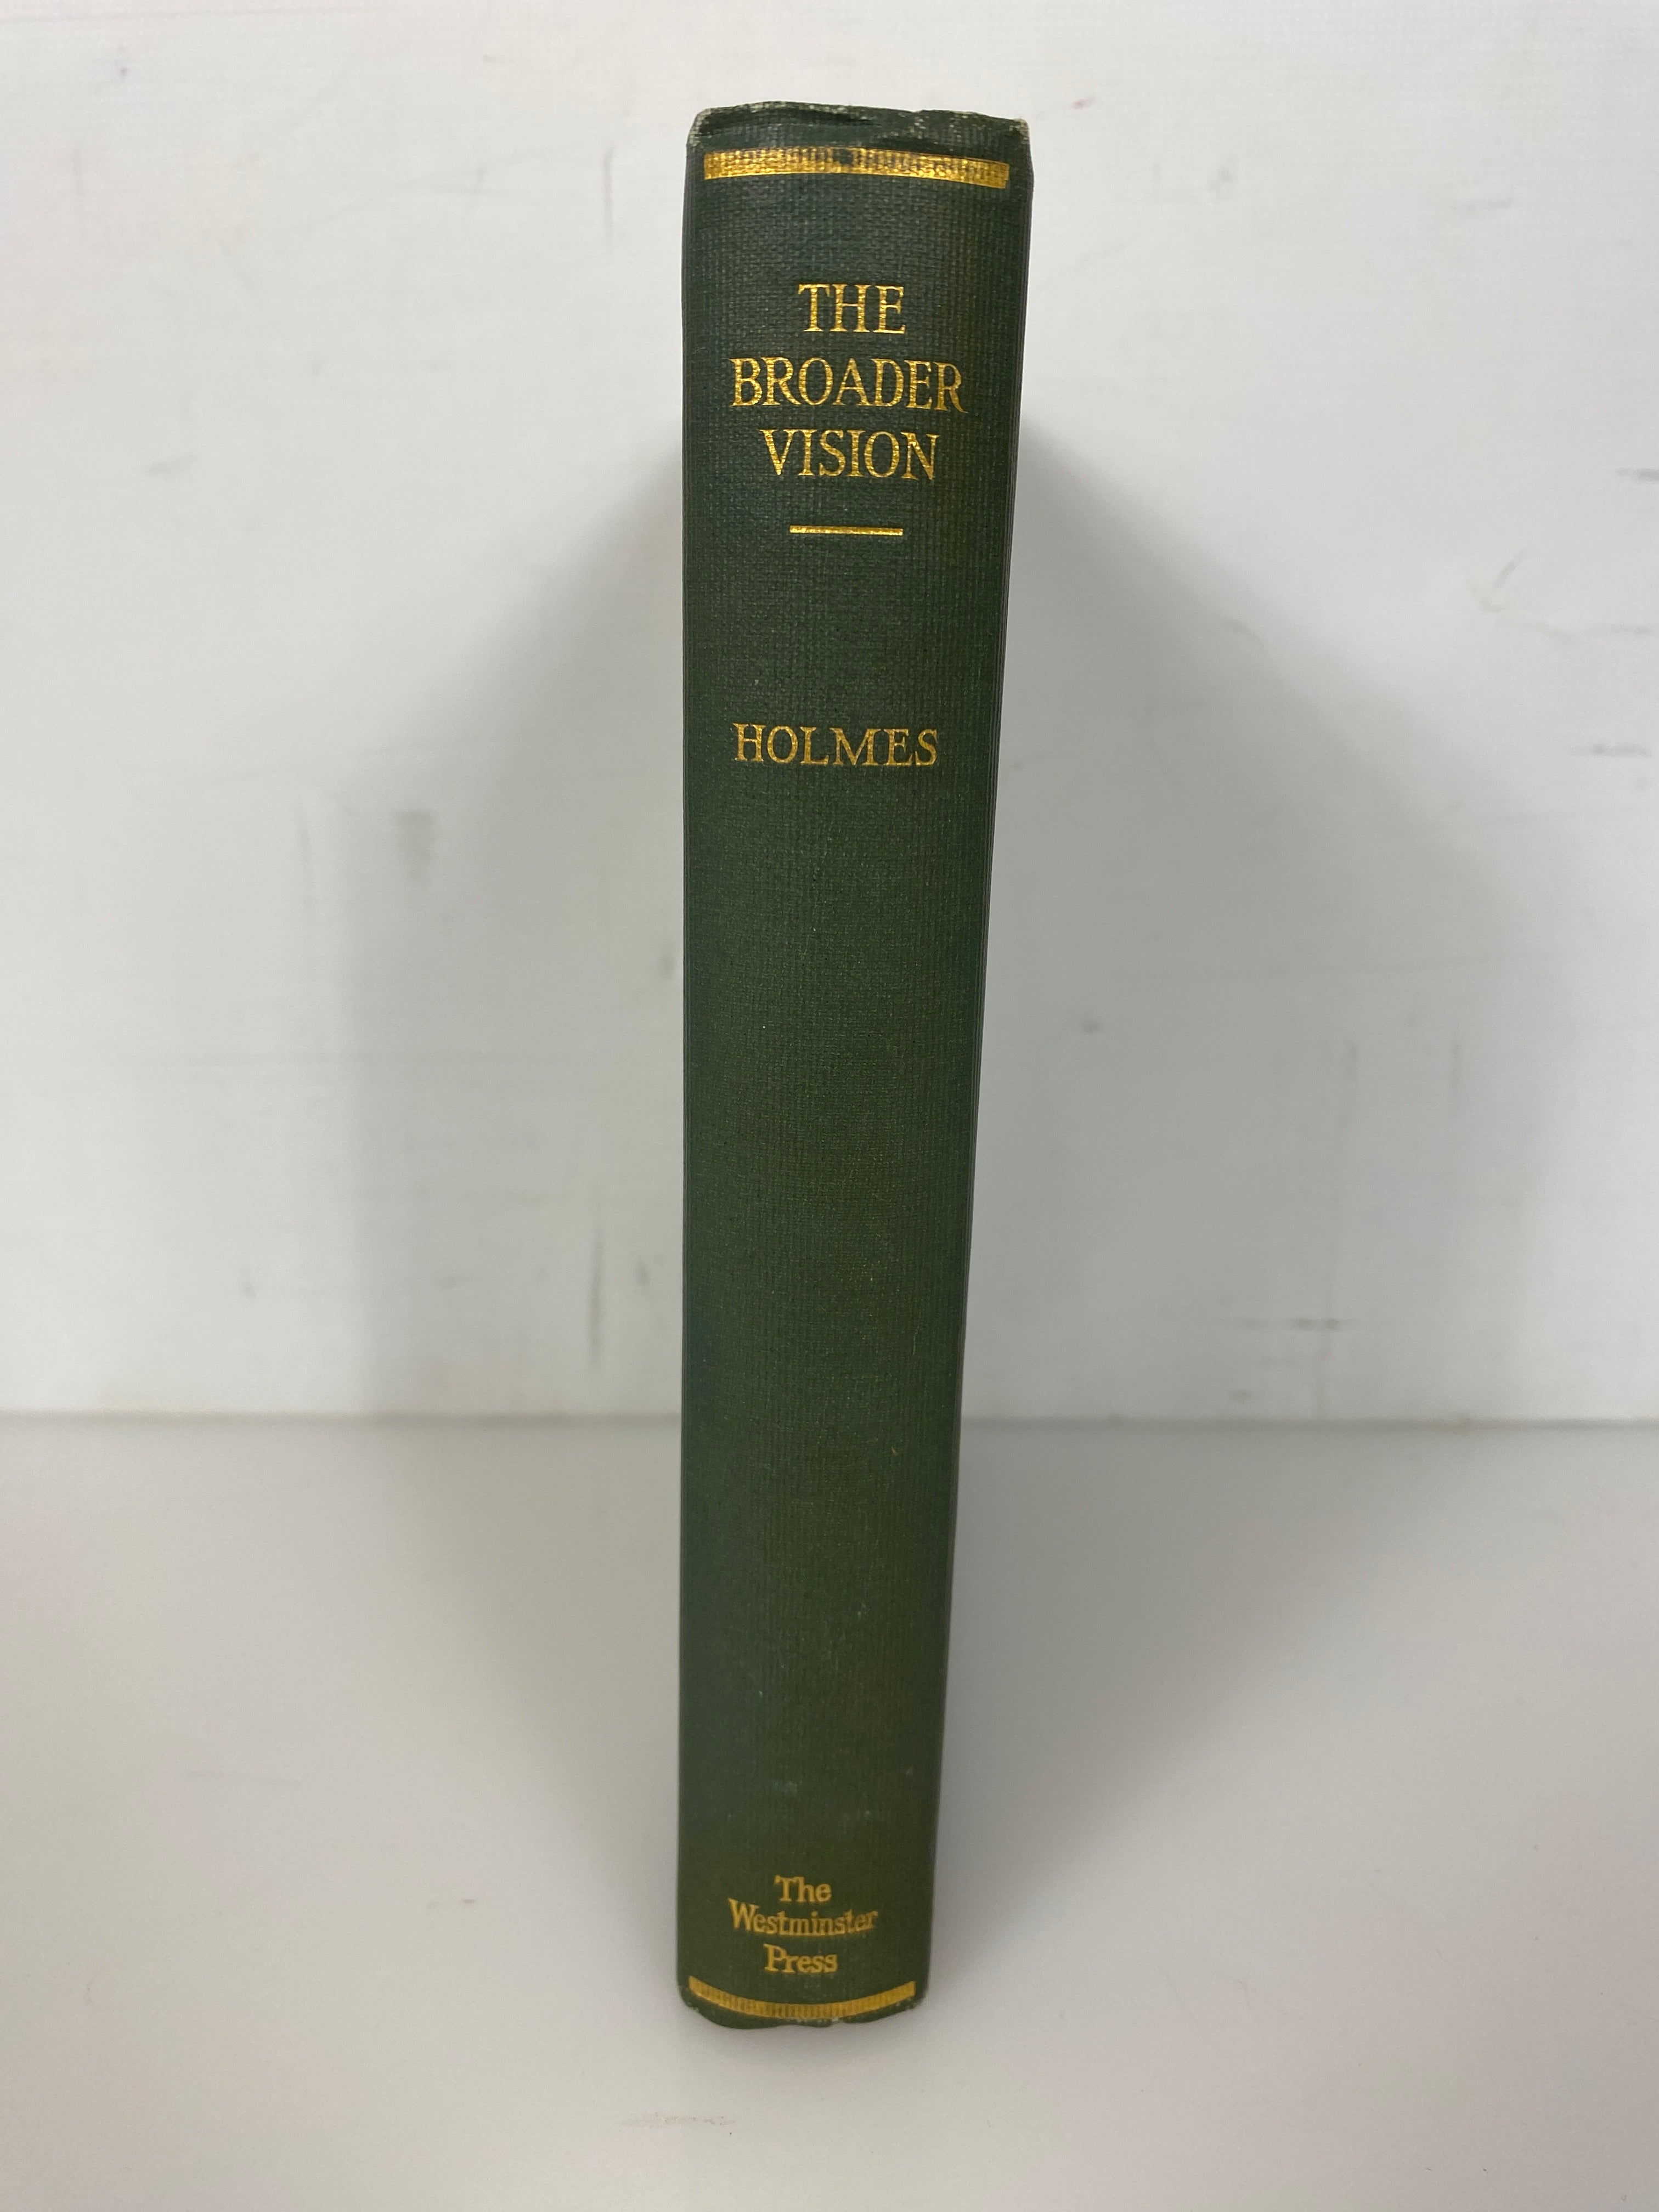 THE
BROADER
VISION
HOLMES
The
Westminster
Press